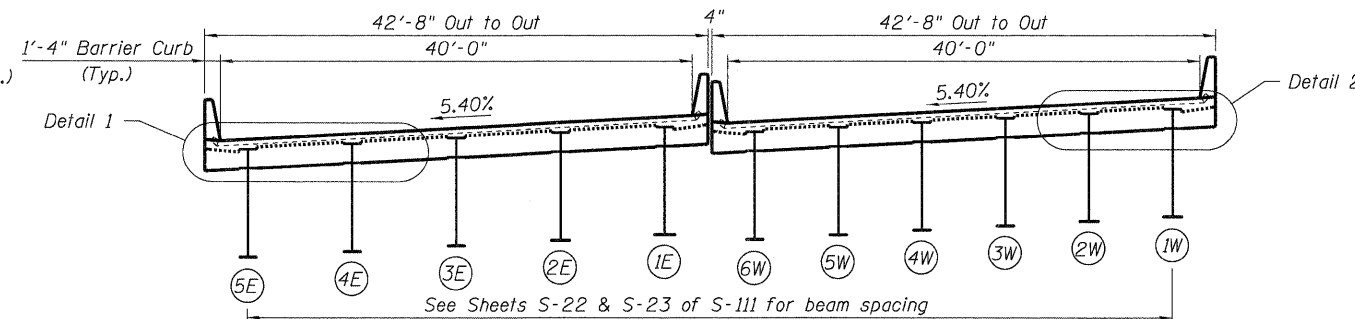 42'-8" Out to Out
4"
42'-8" Out to Out
1'-4" Barrier Curb
(Typ.)
40'-0"
40'-0"
.)
Detail 1
5.40%
5.40%
Detail 2
5E
4E
3E
2E
1E
6W
5W
4W
3W
2W
1W
See Sheets S-22 & S-23 of S-111 for beam spacing